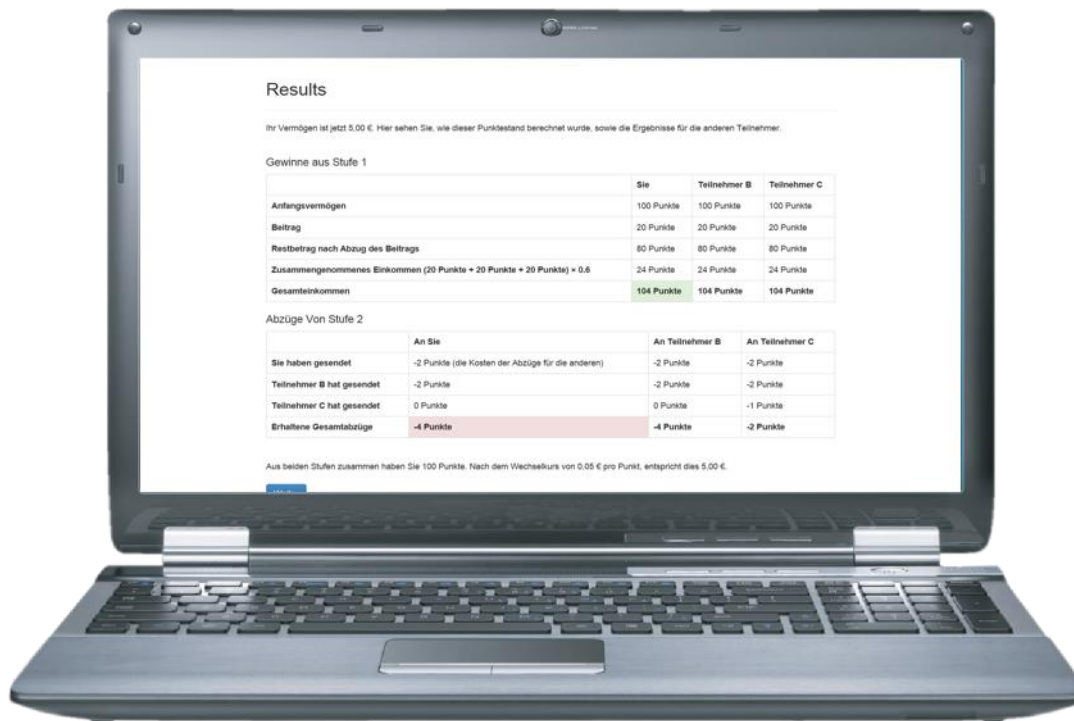 Results
Ihr Vermögen ist jetzt 5,00 €. Hier sehen Sie, wie dieser Punktestand berechnet wurde, sowie die Ergebnisse für die anderen Teilnehmer.
Gewinne aus Stufe 1
Sie Teilnehmer B Teilnehmer C
Anfangsvermögen 100 Punkte 100 Punkte 100 Punkte
Beitrag 20 Punkte 20 Punkte 20 Punkte
Restbetrag nach Abzug des Beitrags 80 Punkte 80 Punkte 80 Punkte
Zusammengenommenes Einkommen (20 Punkte + 20 Punkte + 20 Punkte) × 0.6 24 Punkte 24 Punkte 24 Punkte
Gesamteinkommen 104 Punkte 104 Punkte 104 Punkte
Abzüge Von Stufe 2
An Sie An Teilnehmer B An Teilnehmer C
Sie haben gesendet -2 Punkte (die Kosten der Abzüge für die anderen) -2 Punkte -2 Punkte
Teilnehmer B hat gesendet -2 Punkte -2 Punkte -2 Punkte
Teilnehmer C hat gesendet 0 Punkte 0 Punkte -1 Punkte
Erhaltene Gesamtabzüge -4 Punkte -4 Punkte -2 Punkte
Aus beiden Stufen zusammen haben Sie 100 Punkte. Nach dem Wechselkurs von 0,05 € pro Punkt, entspricht dies 5,00 €.